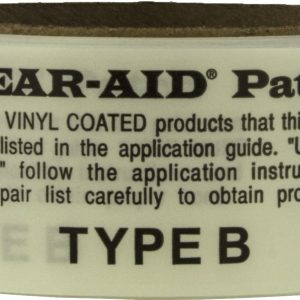 EAR-AID® Pat
VINYL COATED products that thi
listed in the application guide. "U
" follow the application instru
pair list carefully to obtain pro
TYPE B